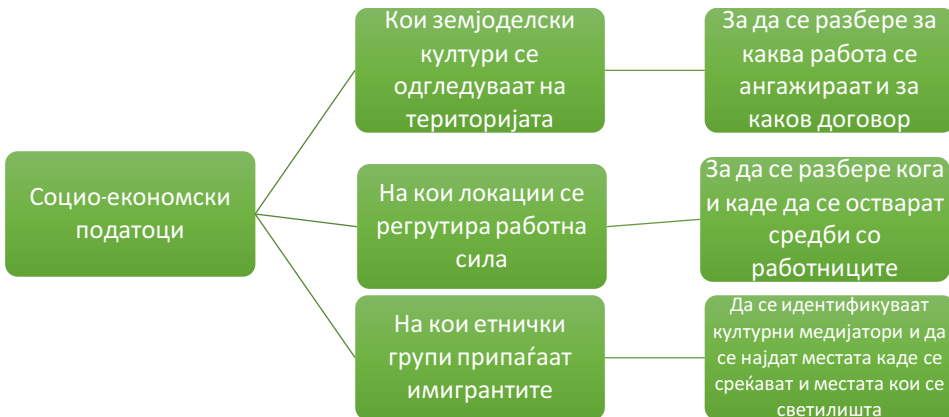 Социо-економски
податоци
Кои земјоделски
култури се
одгледуваат на
територијата
За да се разбере за
каква работа се
ангажираат и за
каков договор
На кои локации се
регрутира работна
сила
За да се разбере кога
и каде да се остварат
средби со
работниците
На кои етнички
групи припаѓаат
имигрантите
Да се идентификуваат
културни медијатори и да
се најдат местата каде се
среќават и местата кои се
светилишта